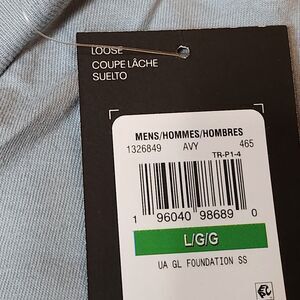 LOOSE
COUPE LÂCHE
SUELTO
MENS/HOMMES/HOMBRES
1326849 AVY 465
TR-P1-4
1 96040 98689 0
L/G/G
UA GL FOUNDATION SS